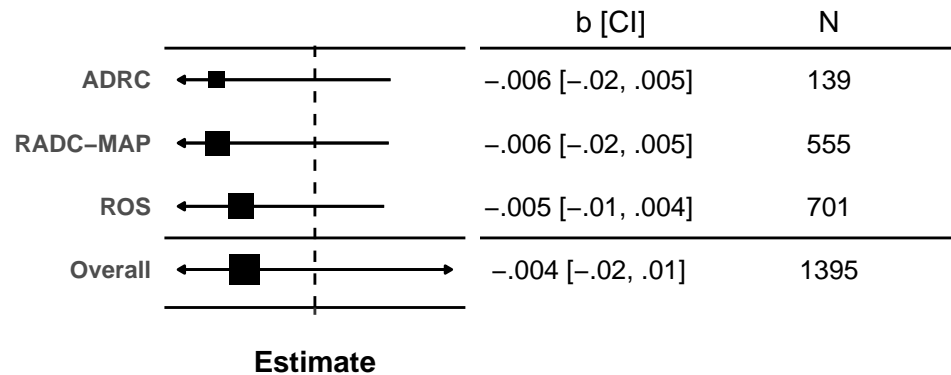 b [CI] N
ADRC −.006 [−.02, .005] 139
RADC−MAP −.006 [−.02, .005] 555
ROS −.005 [−.01, .004] 701
Overall −.004 [−.02, .01] 1395
Estimate